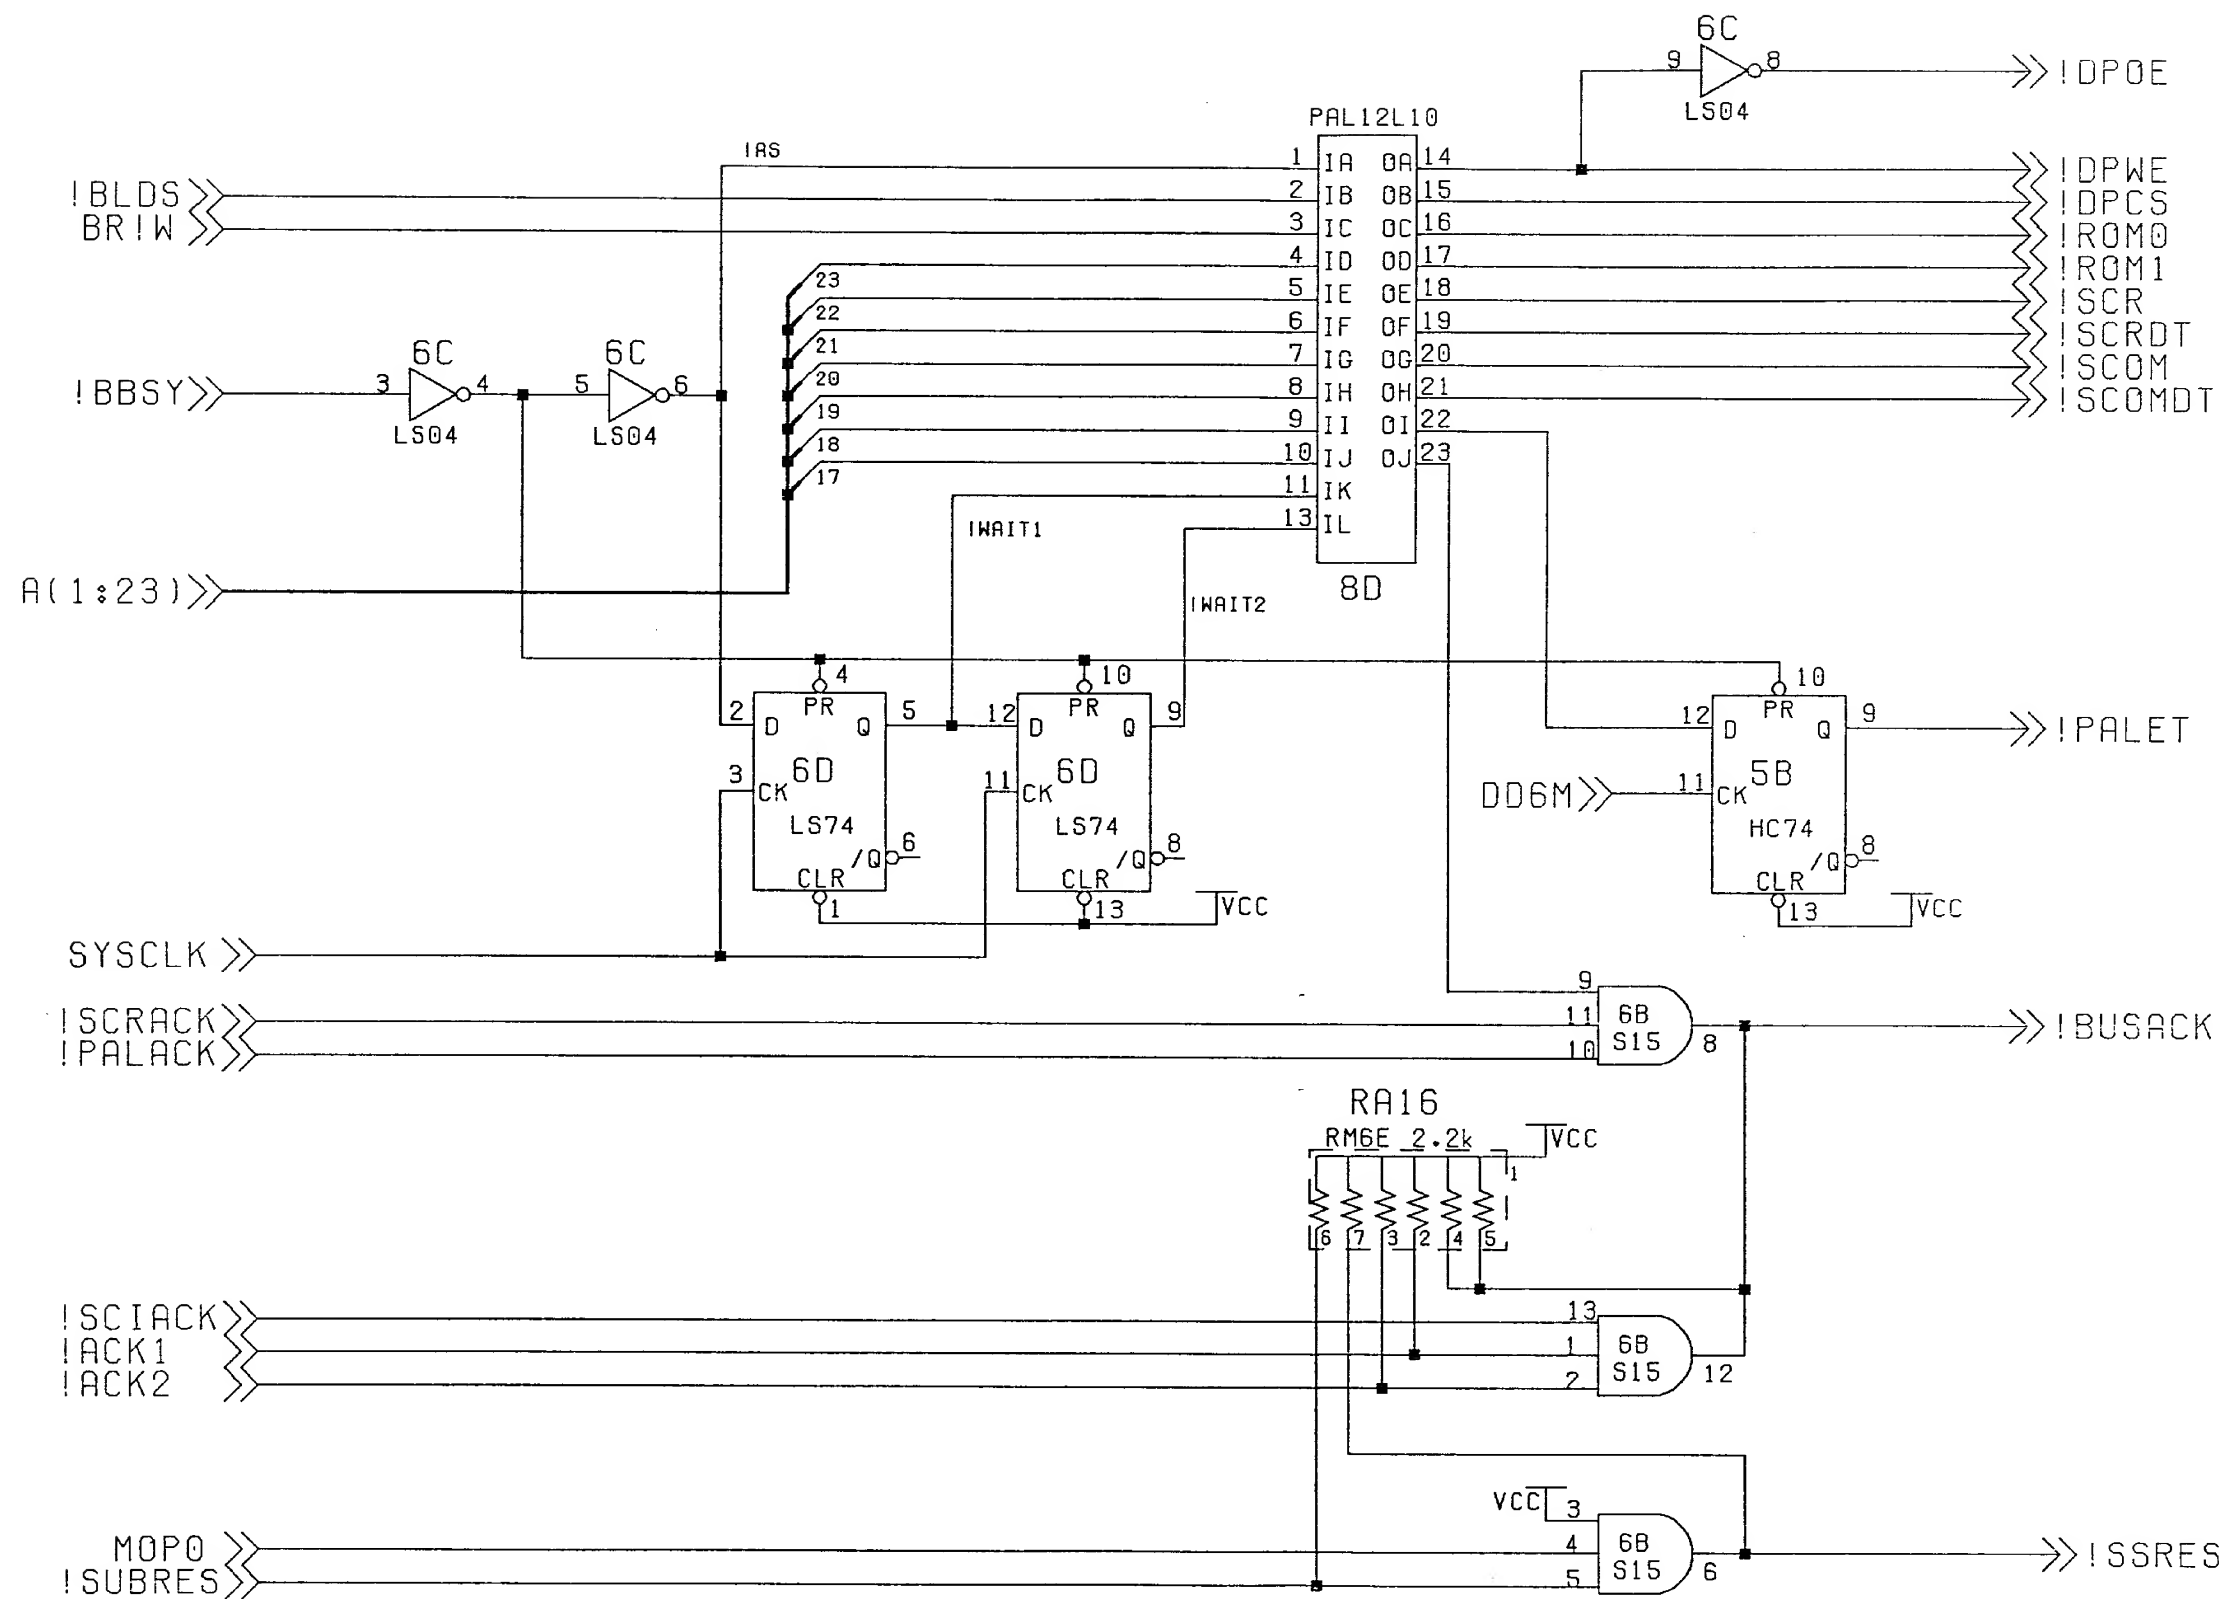 6C
9
8
!DPOE
LS04
PAL12L10
!AS
1 IA OA 14
!DPWE
!BLDS
2 IB OB 15
!DPCS
BR!W
3 IC OC 16
!ROM0
4 ID OD 17
!ROM1
23
5 IE OE 18
!SCR
22
6 IF OF 19
!SCRDT
21
7 IG OG 20
!SCOM
20
8 IH OH 21
!SCOMDT
19
9 II OI 22
18
10 IJ OJ 23
17
11 IK
13 IL
8D
6C
6C
!BBSY
3
4
5
6
LS04
LS04
!WAIT1
!WAIT2
A(1:23)
4
10
10
PR
PR
PR
2 D Q 5
12 D Q 9
12 D Q 9
!PALET
6D
6D
5B
3 CK
11 CK
DD6M
11 CK
LS74
LS74
HC74
/Q 6
/Q 8
/Q 8
CLR
CLR
CLR
1
13
VCC
13
VCC
SYSCLK
9
!SCRACK
11
6B
S15
8
!BUSACK
!PALACK
10
RA16
RM6E 2.2k
VCC
1
6 7 3 2 4 5
!SCIACK
13
!ACK1
1
6B
S15
12
!ACK2
2
VCC
3
MOP0
4
6B
S15
6
!SSRES
!SUBRES
5